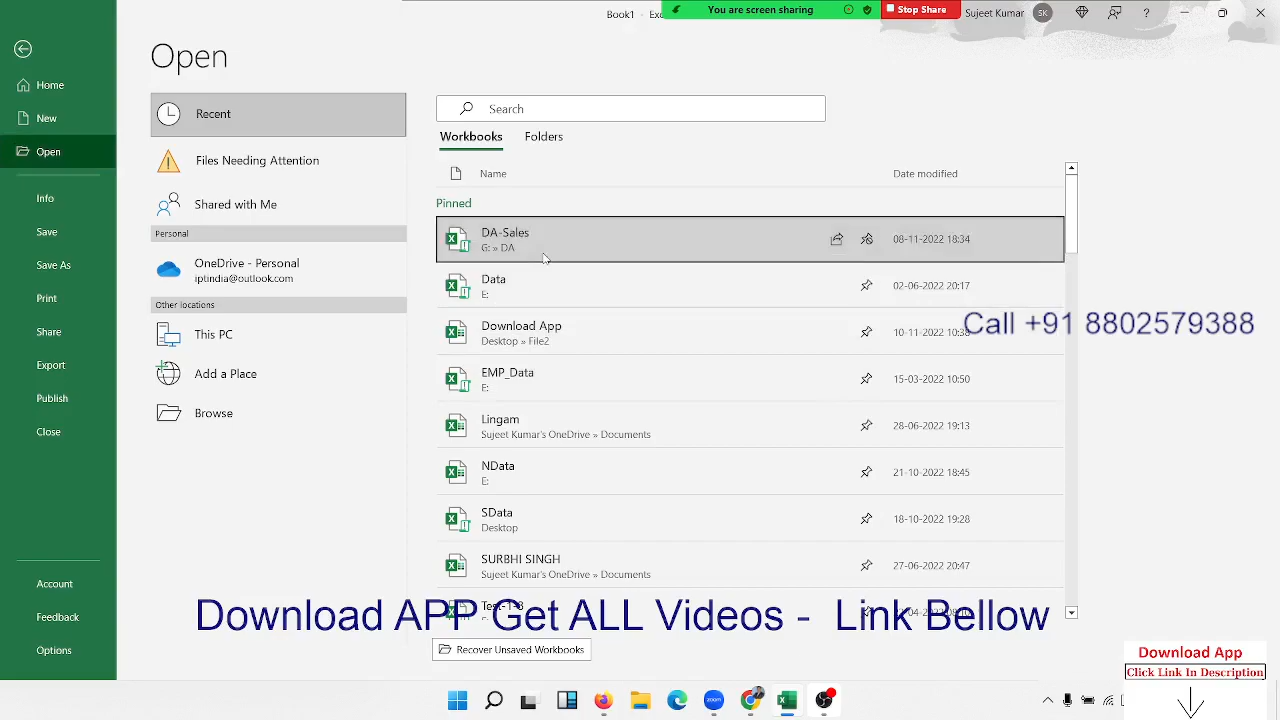 Book1 - Ex
You are screen sharing
Stop Share
Sujeet Kumar
SK
?
Open
Home
New
Open
Info
Save
Save As
Print
Share
Export
Publish
Close
Account
Feedback
Options
Recent
Files Needing Attention
Shared with Me
Personal
OneDrive - Personal
iptindia@outlook.com
Other locations
This PC
Add a Place
Browse
Search
Workbooks Folders
Name Date modified
Pinned
DA-Sales
G: » DA
08-11-2022 18:34
Data
E:
02-06-2022 20:17
Download App
Desktop » File2
10-11-2022 10:38
Call +91 8802579388
EMP_Data
E:
15-03-2022 10:50
Lingam
Sujeet Kumar's OneDrive » Documents
28-06-2022 19:13
NData
E:
21-10-2022 18:45
SData
Desktop
18-10-2022 19:28
SURBHI SINGH
Sujeet Kumar's OneDrive » Documents
27-06-2022 20:47
Download APP Get ALL Videos - Link Bellow
Recover Unsaved Workbooks
Download App
Click Link In Description